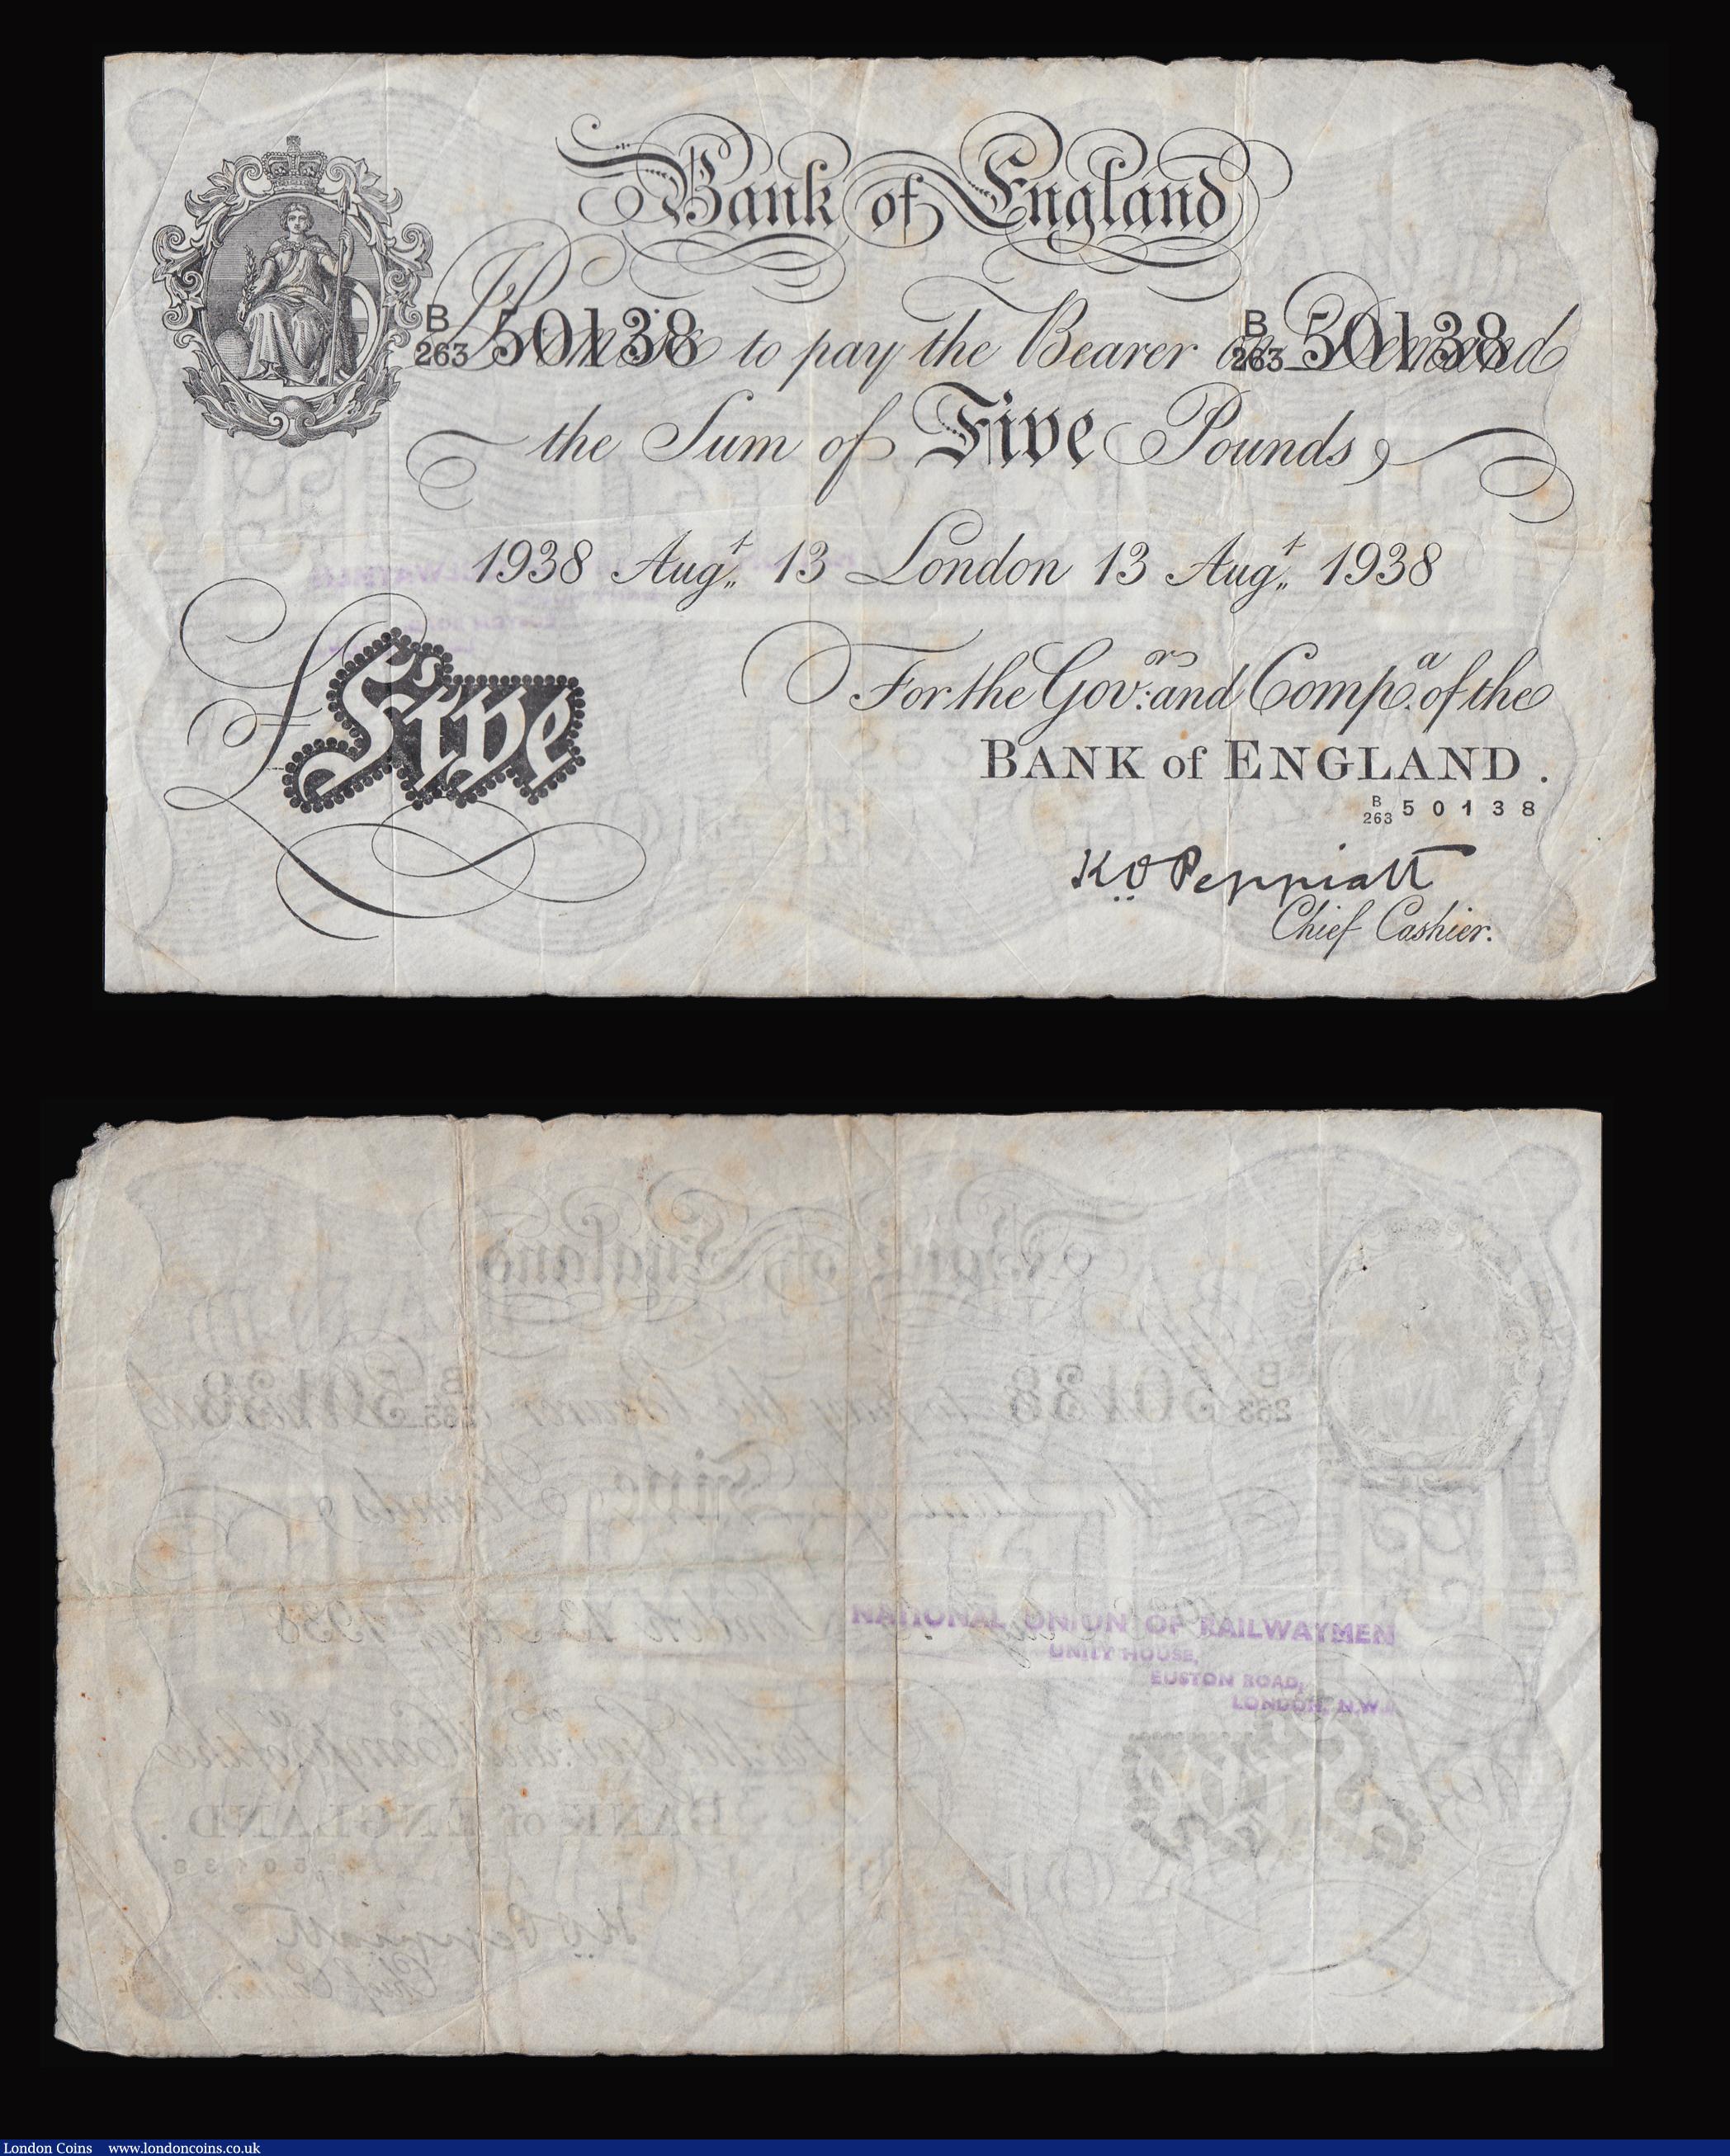 Bank of England
B
263 50138 Promise to pay the Bearer on Demand B
263 50138
the Sum of Five Pounds
1938 Augt 13 London 13 Augt 1938
£Five
For the Govor: and Compa. of the
BANK of ENGLAND.
B
263 50138
K O Peppiatt
Chief Cashier.
NATIONAL UNION OF RAILWAYMEN
UNITY HOUSE,
EUSTON ROAD,
LONDON, N.W.
London Coins www.londoncoins.co.uk